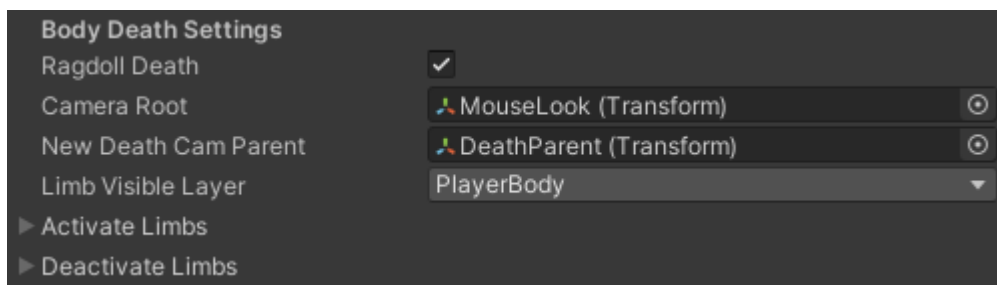 Body Death Settings
Ragdoll Death
Camera Root MouseLook (Transform)
New Death Cam Parent DeathParent (Transform)
Limb Visible Layer PlayerBody
Activate Limbs
Deactivate Limbs